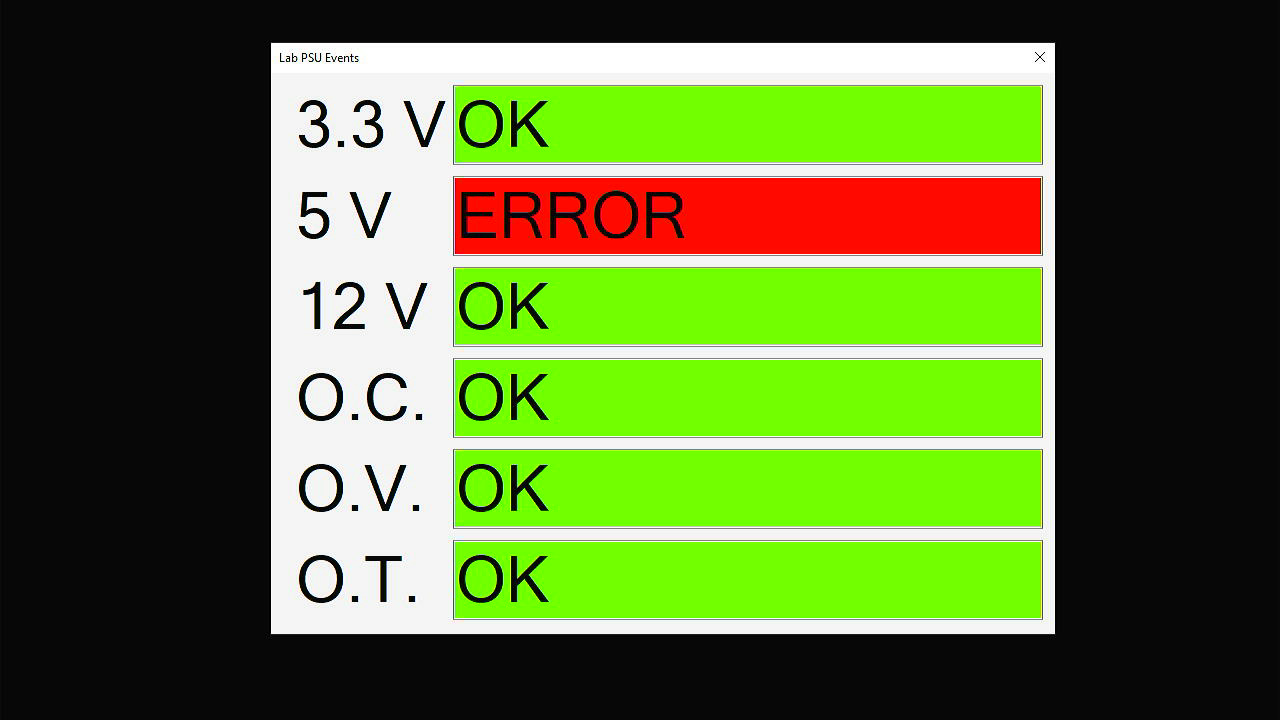 Lab PSU Events
3.3 V OK
5 V ERROR
12 V OK
O.C. OK
O.V. OK
O.T. OK